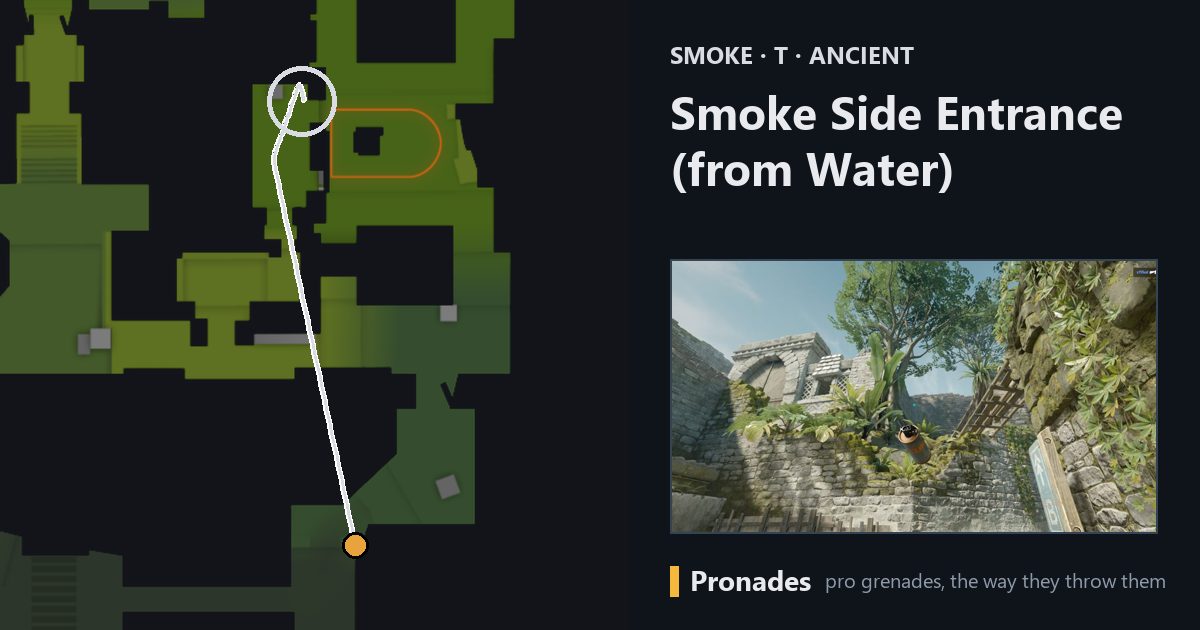 SMOKE · T · ANCIENT
Smoke Side Entrance
(from Water)
Pronades pro grenades, the way they throw them